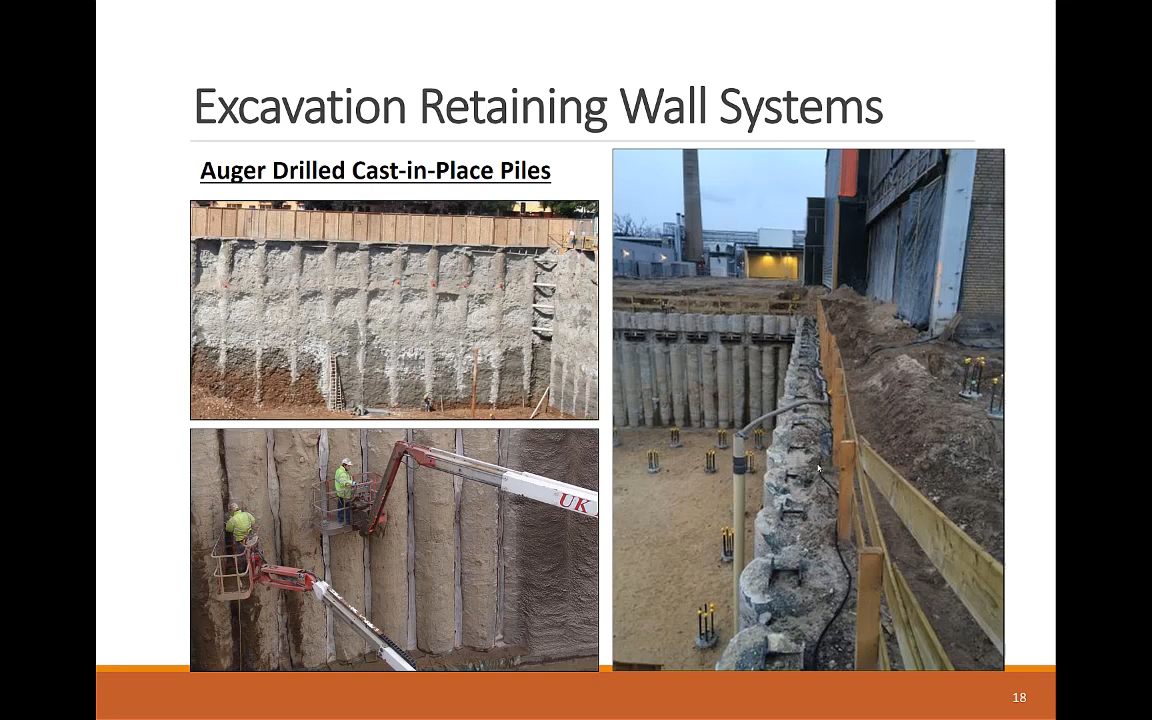 Excavation Retaining Wall Systems
Auger Drilled Cast-in-Place Piles
UK
18